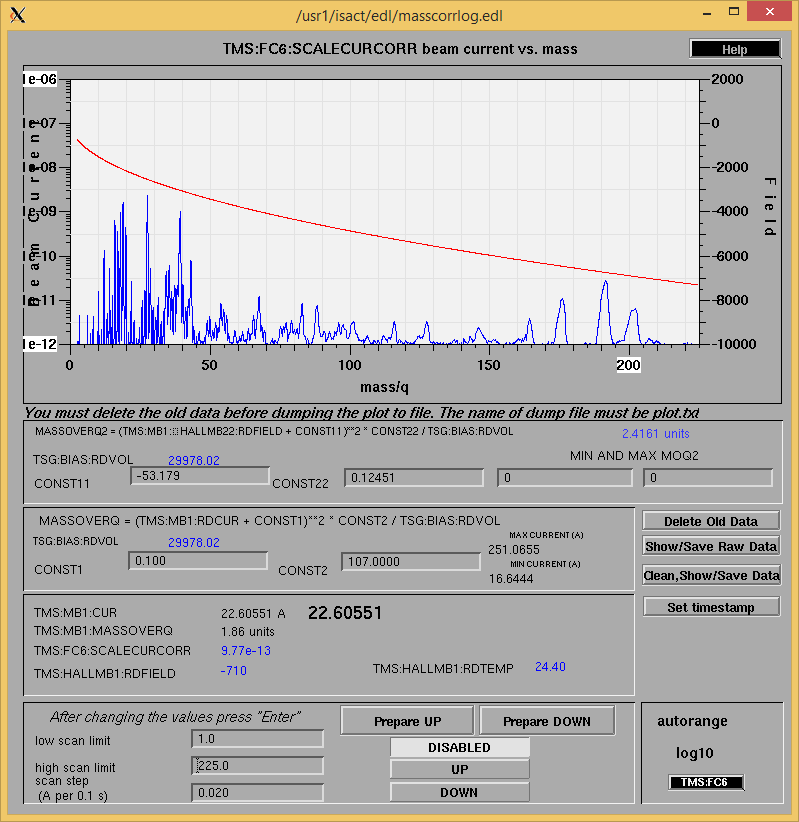 /usr1/isact/edl/masscorrlog.edl
TMS:FC6:SCALECURCORR beam current vs. mass
Help
1e-06
1e-07
1e-08
1e-09
1e-10
1e-11
1e-12
Beam Current
2000
0
-2000
-4000
-6000
-8000
-10000
Field
0 50 100 150 200
mass/q
You must delete the old data before dumping the plot to file. The name of dump file must be plot.txt
MASSOVERQ2 = (TMS:MB1: HALLMB22:RDFIELD + CONST11)**2 * CONST22 / TSG:BIAS:RDVOL
2.4161 units
TSG:BIAS:RDVOL 29978.02
MIN AND MAX MOQ2
CONST11 -53.179 CONST22 0.12451 0 0
MASSOVERQ = (TMS:MB1:RDCUR + CONST1)**2 * CONST2 / TSG:BIAS:RDVOL
TSG:BIAS:RDVOL 29978.02
MAX CURRENT (A)
251.0655
CONST1 0.100 CONST2 107.0000
MIN CURRENT (A)
16.6444
Delete Old Data
Show/Save Raw Data
Clean,Show/Save Data
Set timestamp
TMS:MB1:CUR 22.60551 A 22.60551
TMS:MB1:MASSOVERQ 1.86 units
TMS:FC6:SCALECURCORR 9.77e-13
TMS:HALLMB1:RDFIELD -710
TMS:HALLMB1:RDTEMP 24.40
After changing the values press "Enter"
low scan limit 1.0
high scan limit 225.0
scan step
(A per 0.1 s) 0.020
Prepare UP
Prepare DOWN
DISABLED
UP
DOWN
autorange
log10
TMS:FC6